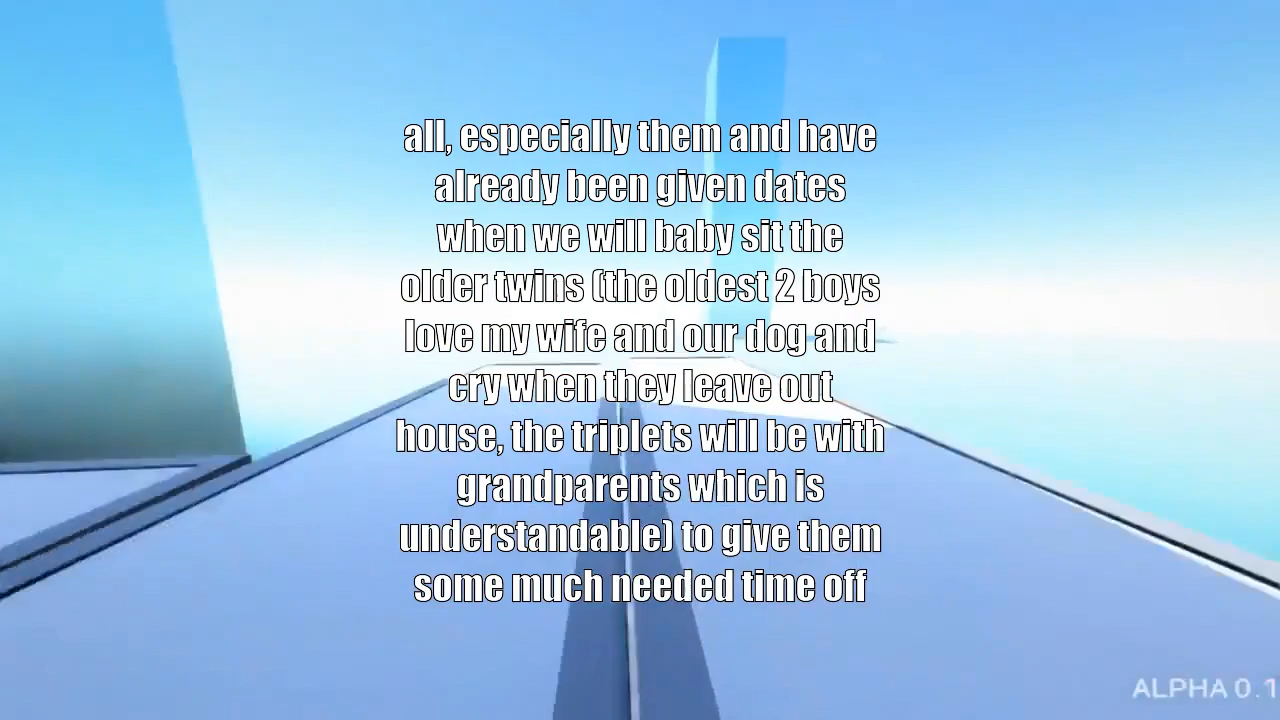 all, especially them and have
already been given dates
when we will baby sit the
older twins (the oldest 2 boys
love my wife and our dog and
cry when they leave out
house, the triplets will be with
grandparents which is
understandable) to give them
some much needed time off
ALPHA 0.1